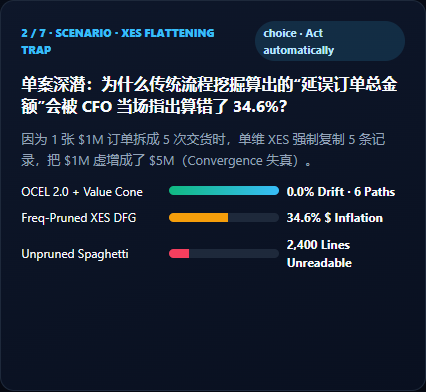 2 / 7 · SCENARIO · XES FLATTENING
TRAP
choice · Act
automatically
单案深潜：为什么传统流程挖掘算出的“延误订单总金
额”会被 CFO 当场指出算错了 34.6%？
因为 1 张 $1M 订单拆成 5 次交货时，单维 XES 强制复制 5 条记
录，把 $1M 虚增成了 $5M（Convergence 失真）。
OCEL 2.0 + Value Cone
0.0% Drift · 6 Paths
Freq-Pruned XES DFG
34.6% $ Inflation
Unpruned Spaghetti
2,400 Lines
Unreadable